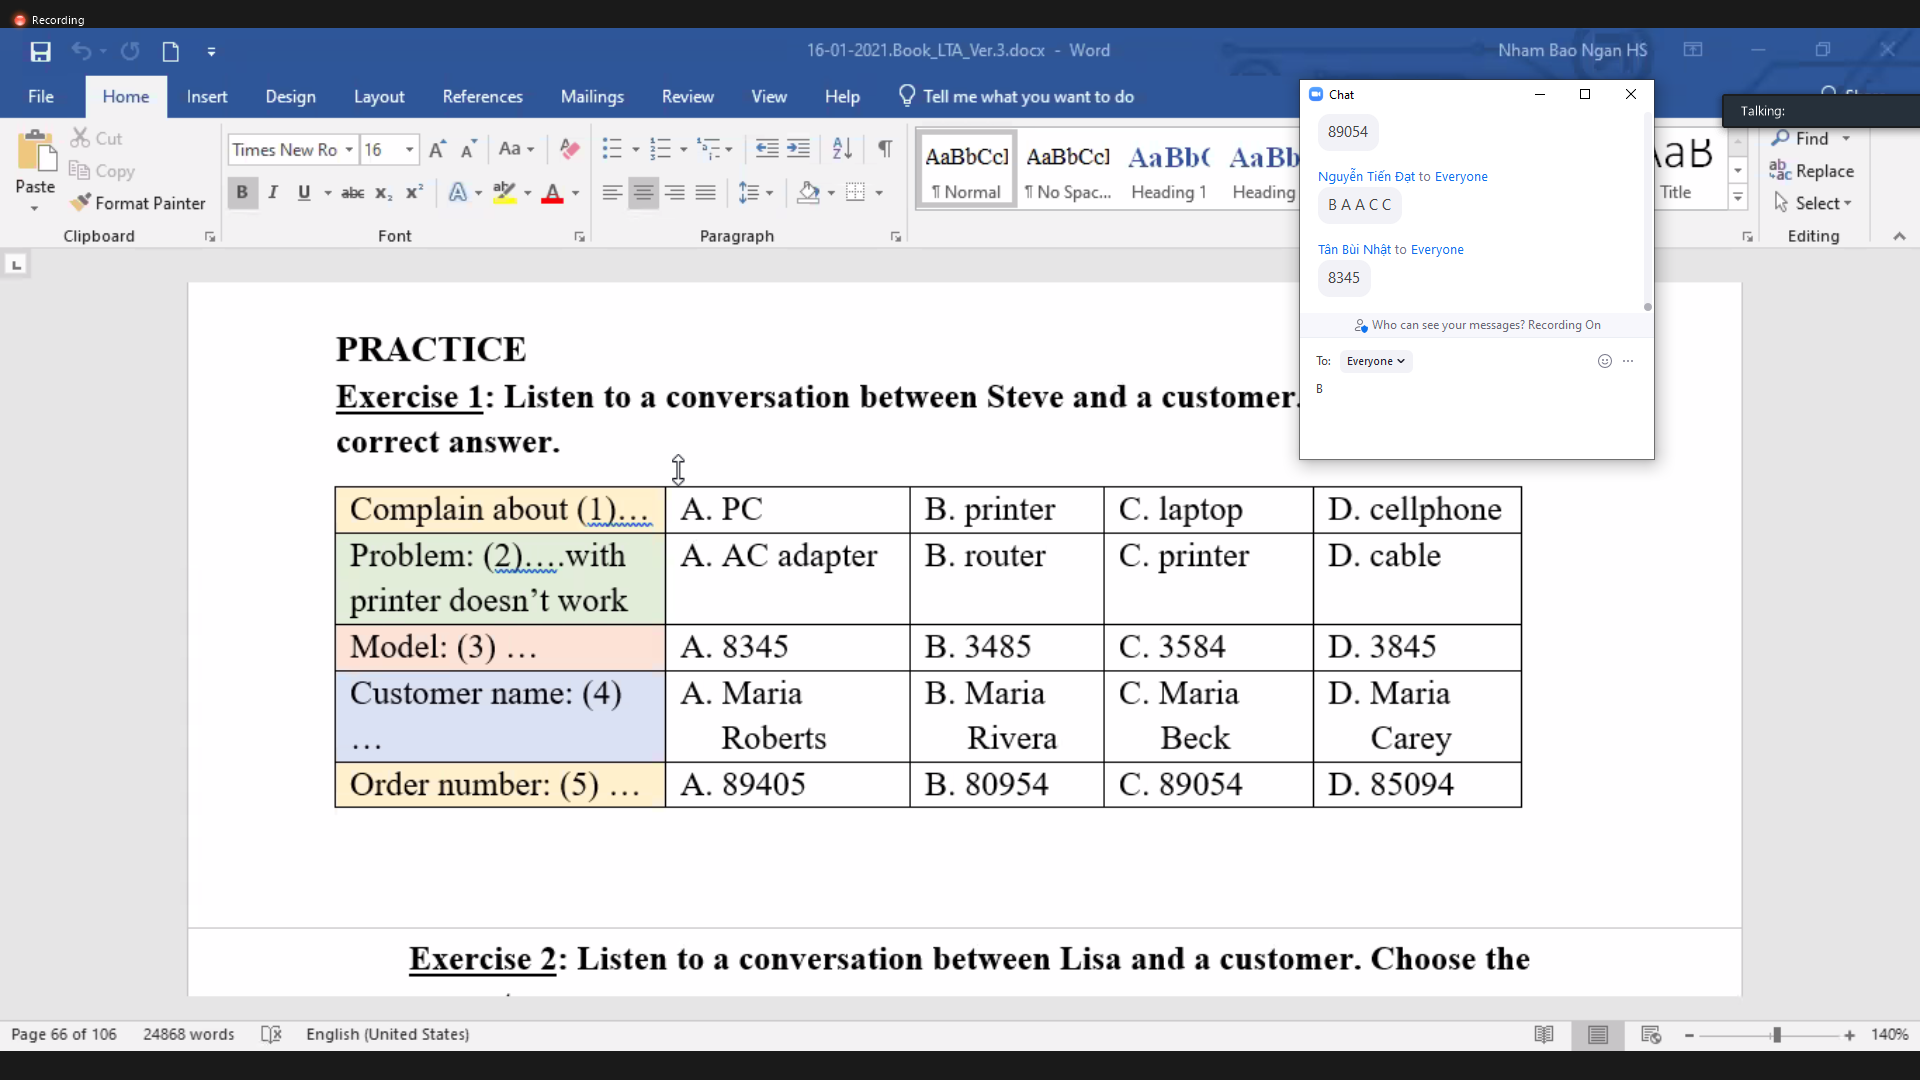 Recording
16-01-2021.Book_LTA_Ver.3.docx - Word
Nham Bao Ngan HS
File Home Insert Design Layout References Mailings Review View Help Tell me what you want to do
Talking:
Paste
Cut
Copy
Format Painter
Clipboard
Times New Ro 16
Font
Paragraph
AaBbCcI
¶ Normal
AaBbCcI
¶ No Spac...
AaBb(
Heading 1
AaBb
Heading
Title
Find
Replace
Select
Editing
Chat
89054
Nguyễn Tiến Đạt to Everyone
B A A C C
Tân Bùi Nhật to Everyone
8345
Who can see your messages? Recording On
To: Everyone
B
PRACTICE
Exercise 1: Listen to a conversation between Steve and a customer.
correct answer.
Complain about (1)… A. PC B. printer C. laptop D. cellphone
Problem: (2)….with A. AC adapter B. router C. printer D. cable
printer doesn’t work
Model: (3) … A. 8345 B. 3485 C. 3584 D. 3845
Customer name: (4) A. Maria B. Maria C. Maria D. Maria
… Roberts Rivera Beck Carey
Order number: (5) … A. 89405 B. 80954 C. 89054 D. 85094
Exercise 2: Listen to a conversation between Lisa and a customer. Choose the
Page 66 of 106 24868 words English (United States) 140%